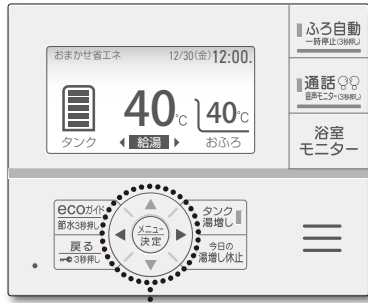 おまかせ省エネ 12/30(金)12:00.
40℃ 40℃
タンク ◀給湯▶ おふろ
ふろ自動
一時停止(3秒押し)
通話
音声モニター(3秒押し)
浴室
モニター
ecoガイド
節水3秒押し
戻る
3秒押し
メニュー
決定
タンク
湯増し
今日の
湯増し休止